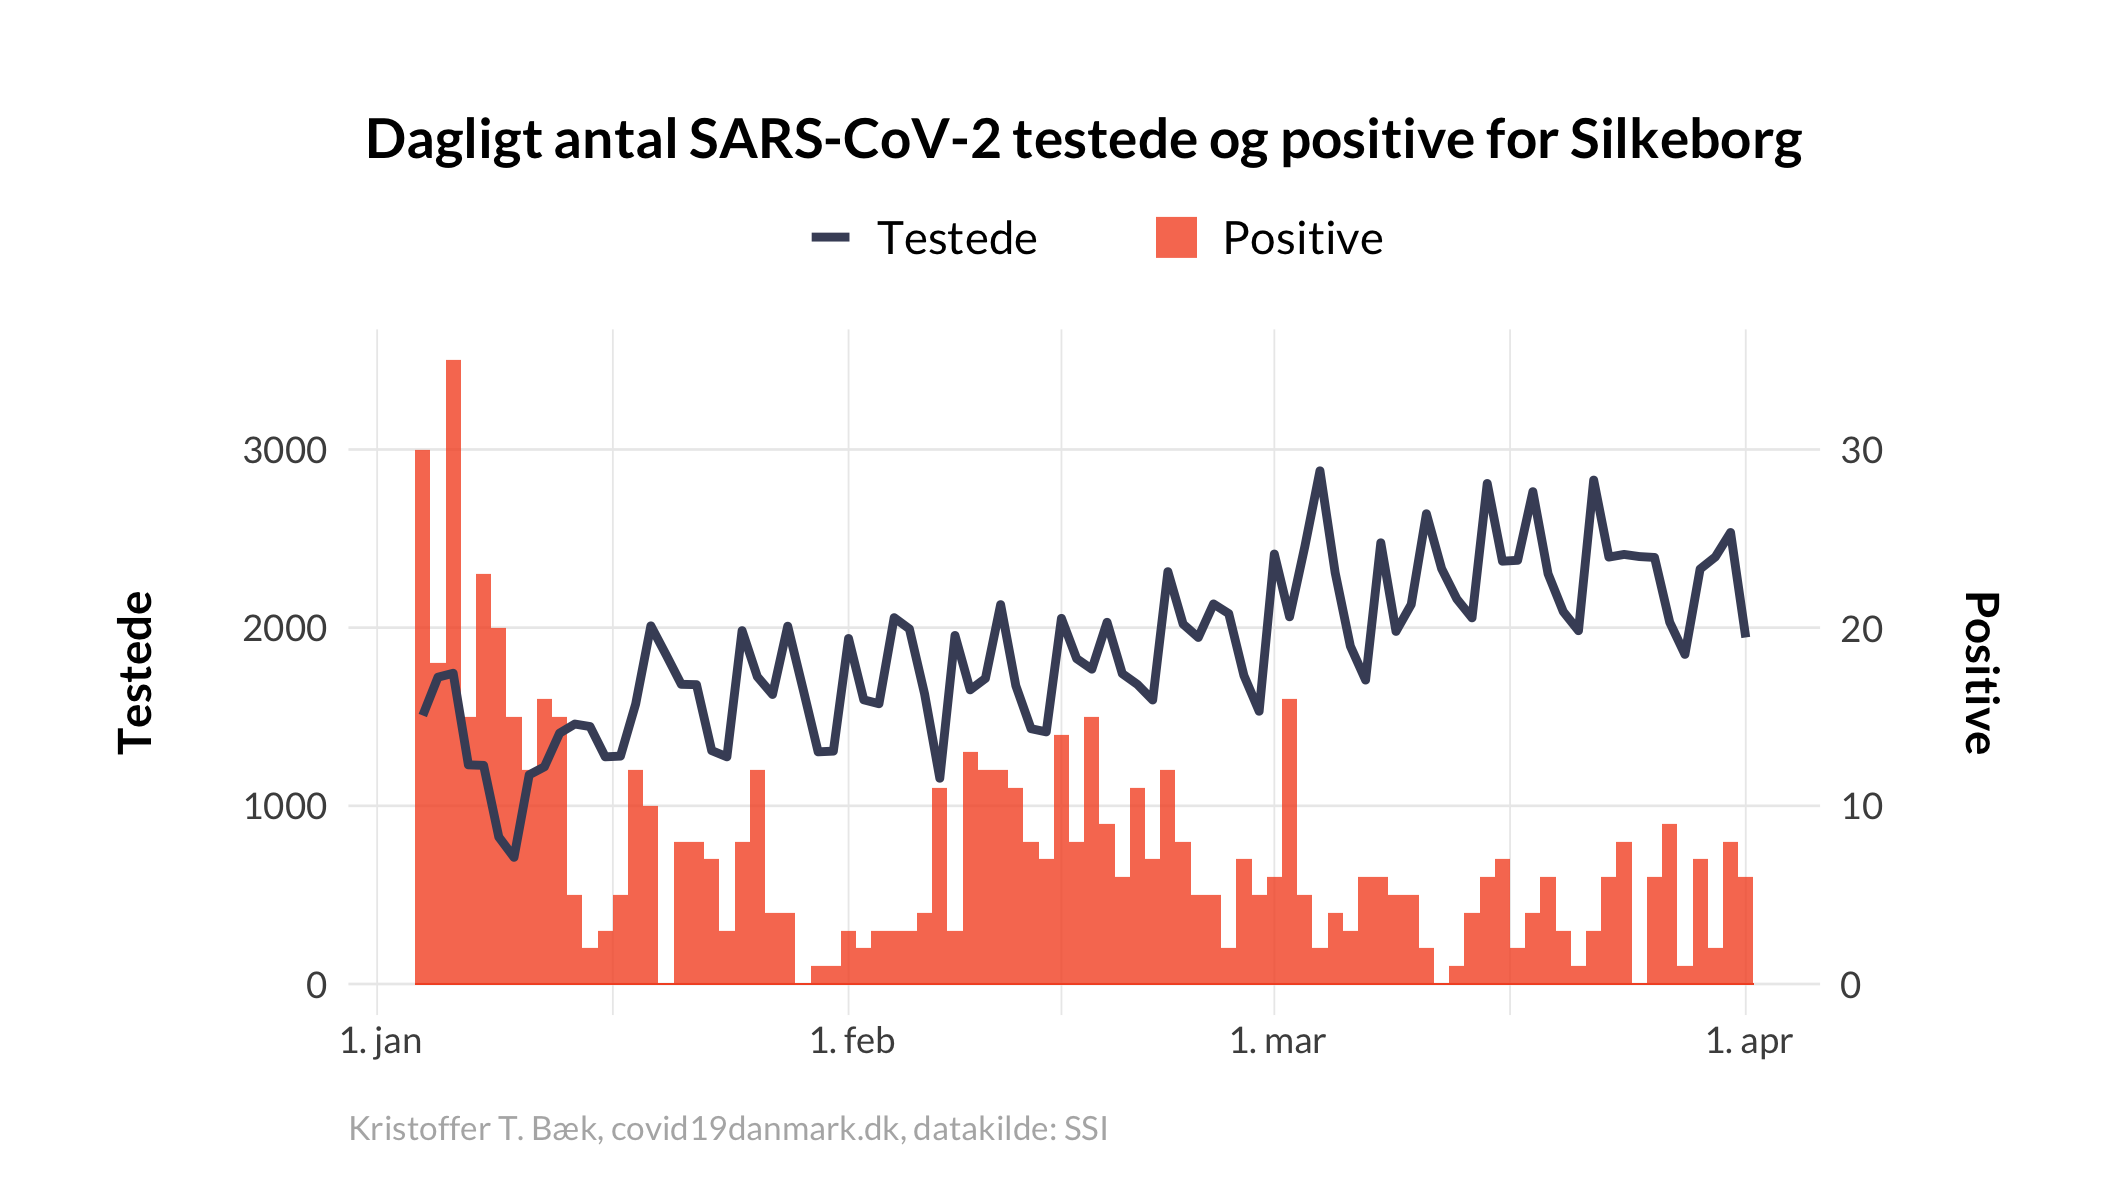 Dagligt antal SARS-CoV-2 testede og positive for Silkeborg
Testede
Positive
3000
2000
1000
0
Testede
30
20
10
0
Positive
1. jan
1. feb
1. mar
1. apr
Kristoffer T. Bæk, covid19danmark.dk, datakilde: SSI